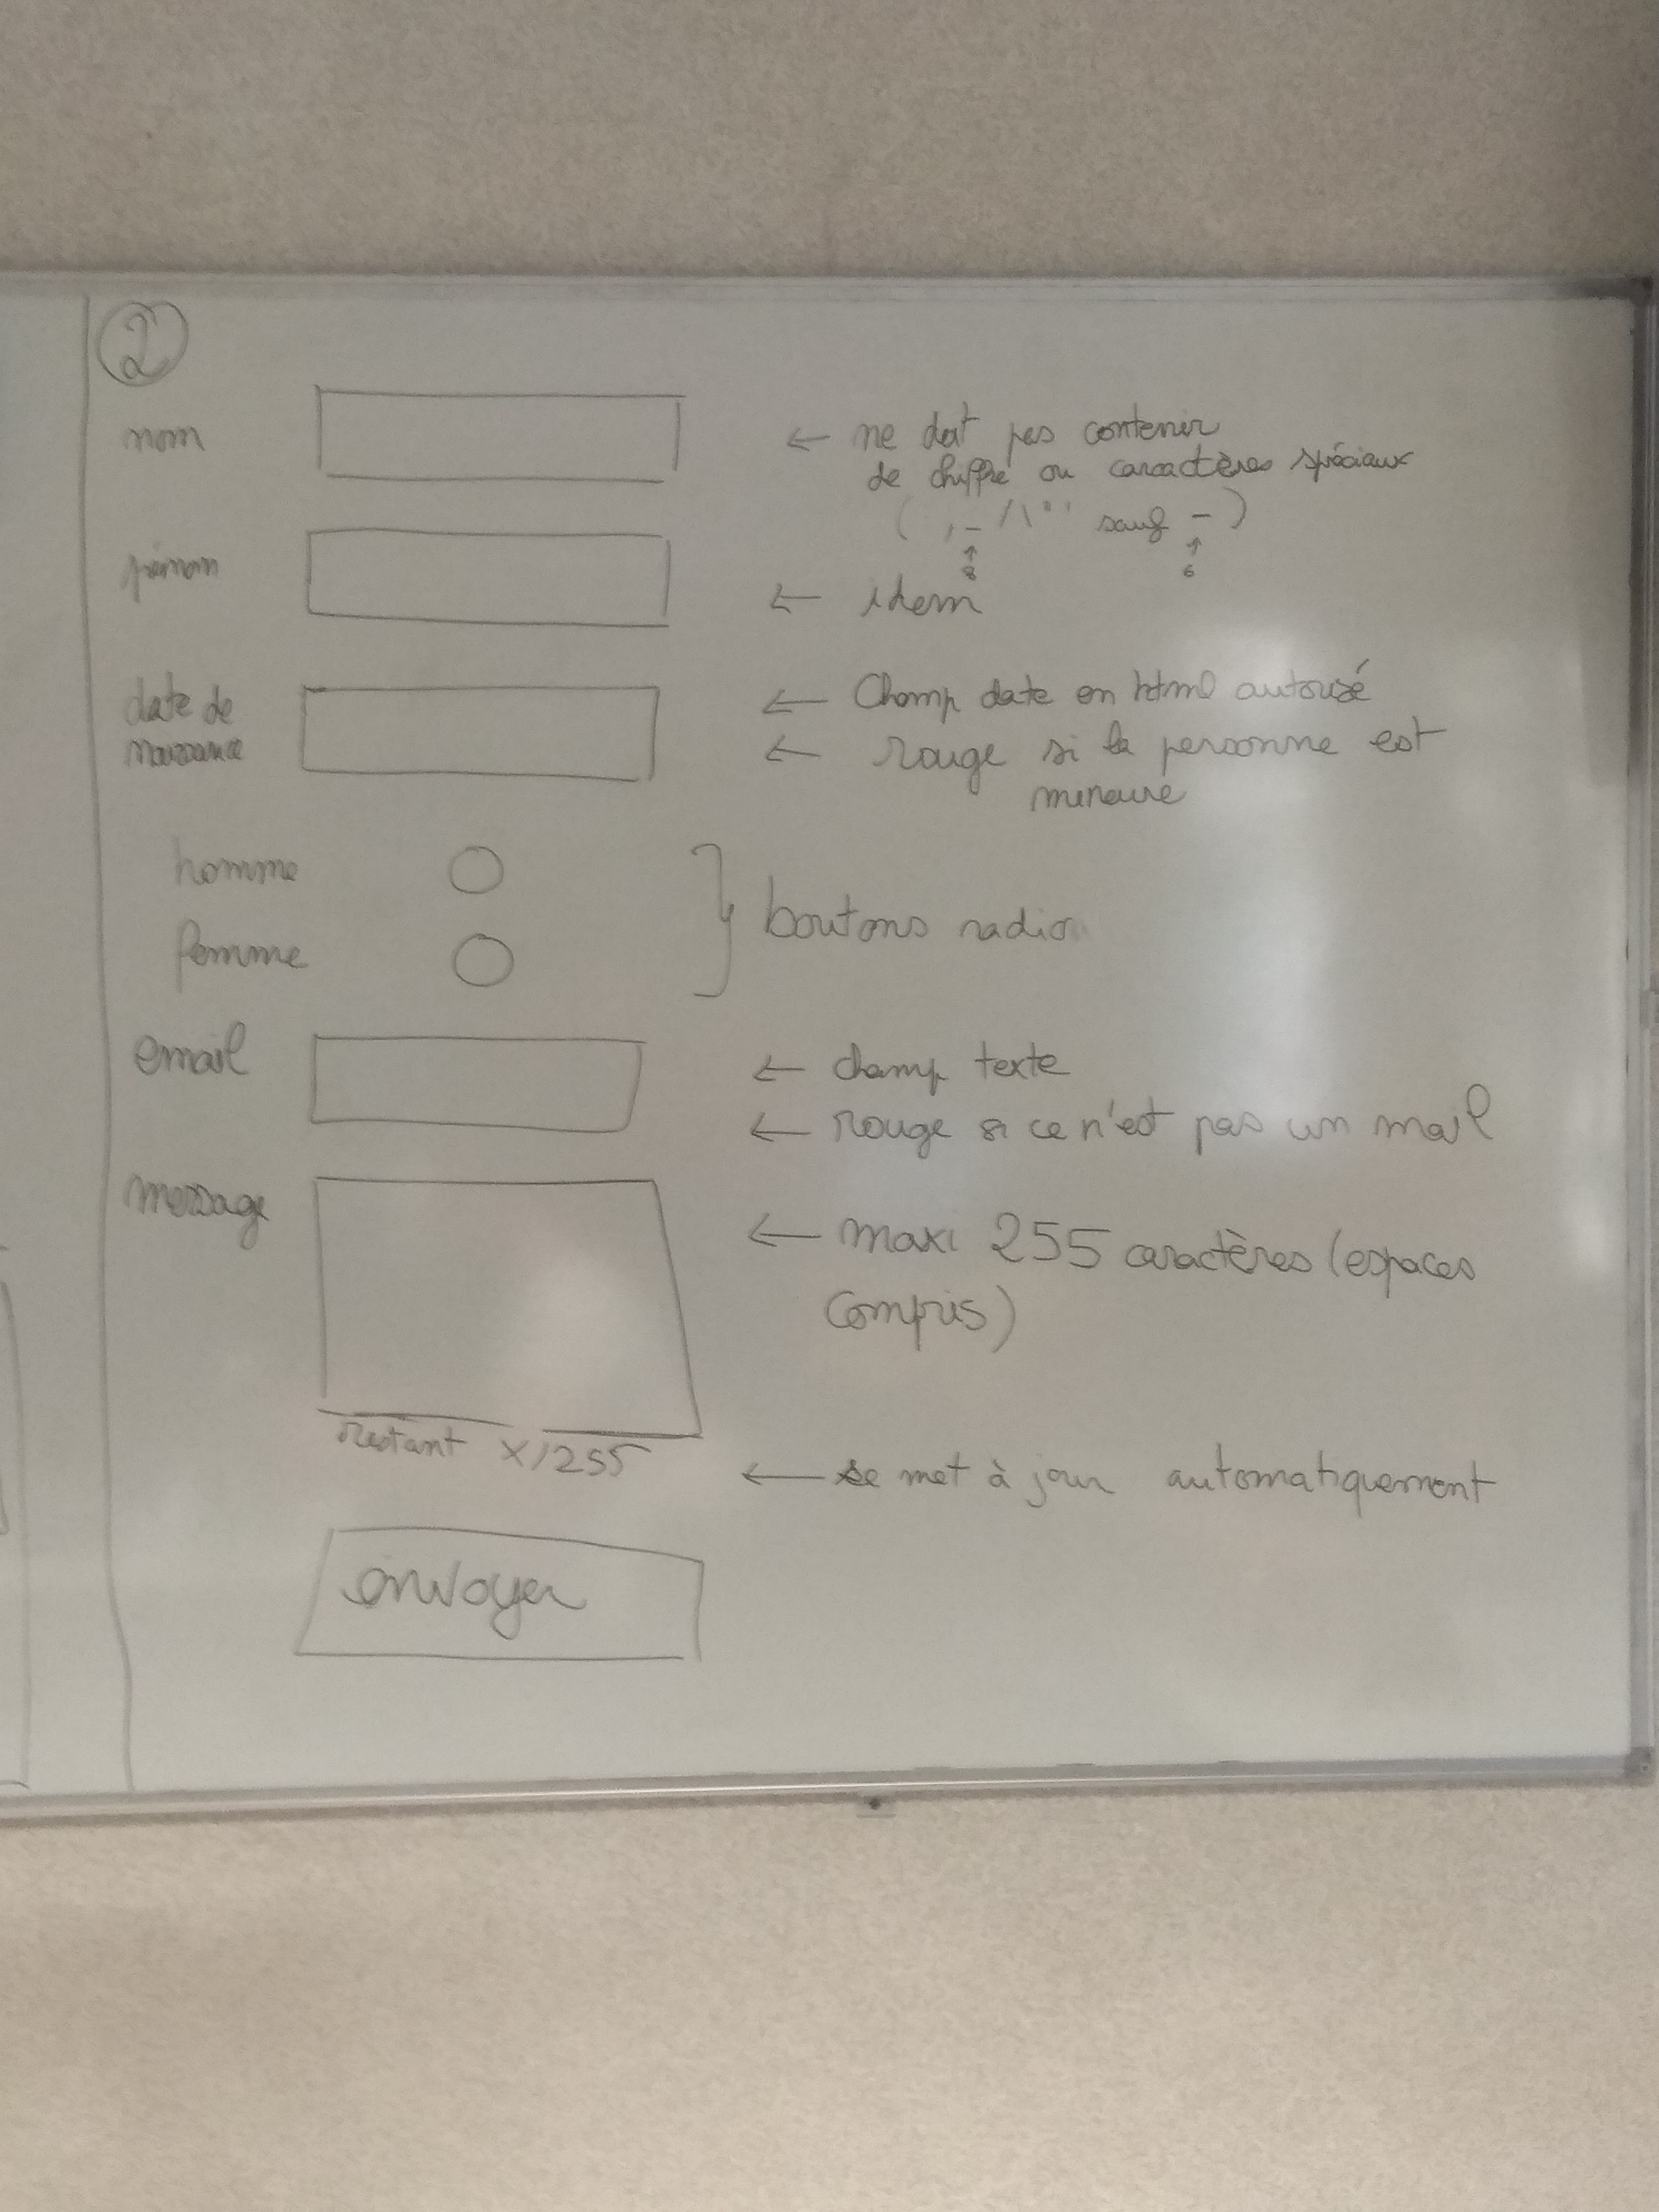 2
nom
← ne doit pas contenir
de chiffre ou caractères spéciaux
( , _ / \ " ' sauf - )
↑ ↑
8 6
prénom
← idem
date de
naissance
← Champ date en html autorisé
← rouge si la personne est
mineure
homme
femme
} boutons radio
email
← champ texte
← rouge si ce n'est pas un mail
message
← maxi 255 caractères (espaces
compris)
restant x/255
← se met à jour automatiquement
envoyer